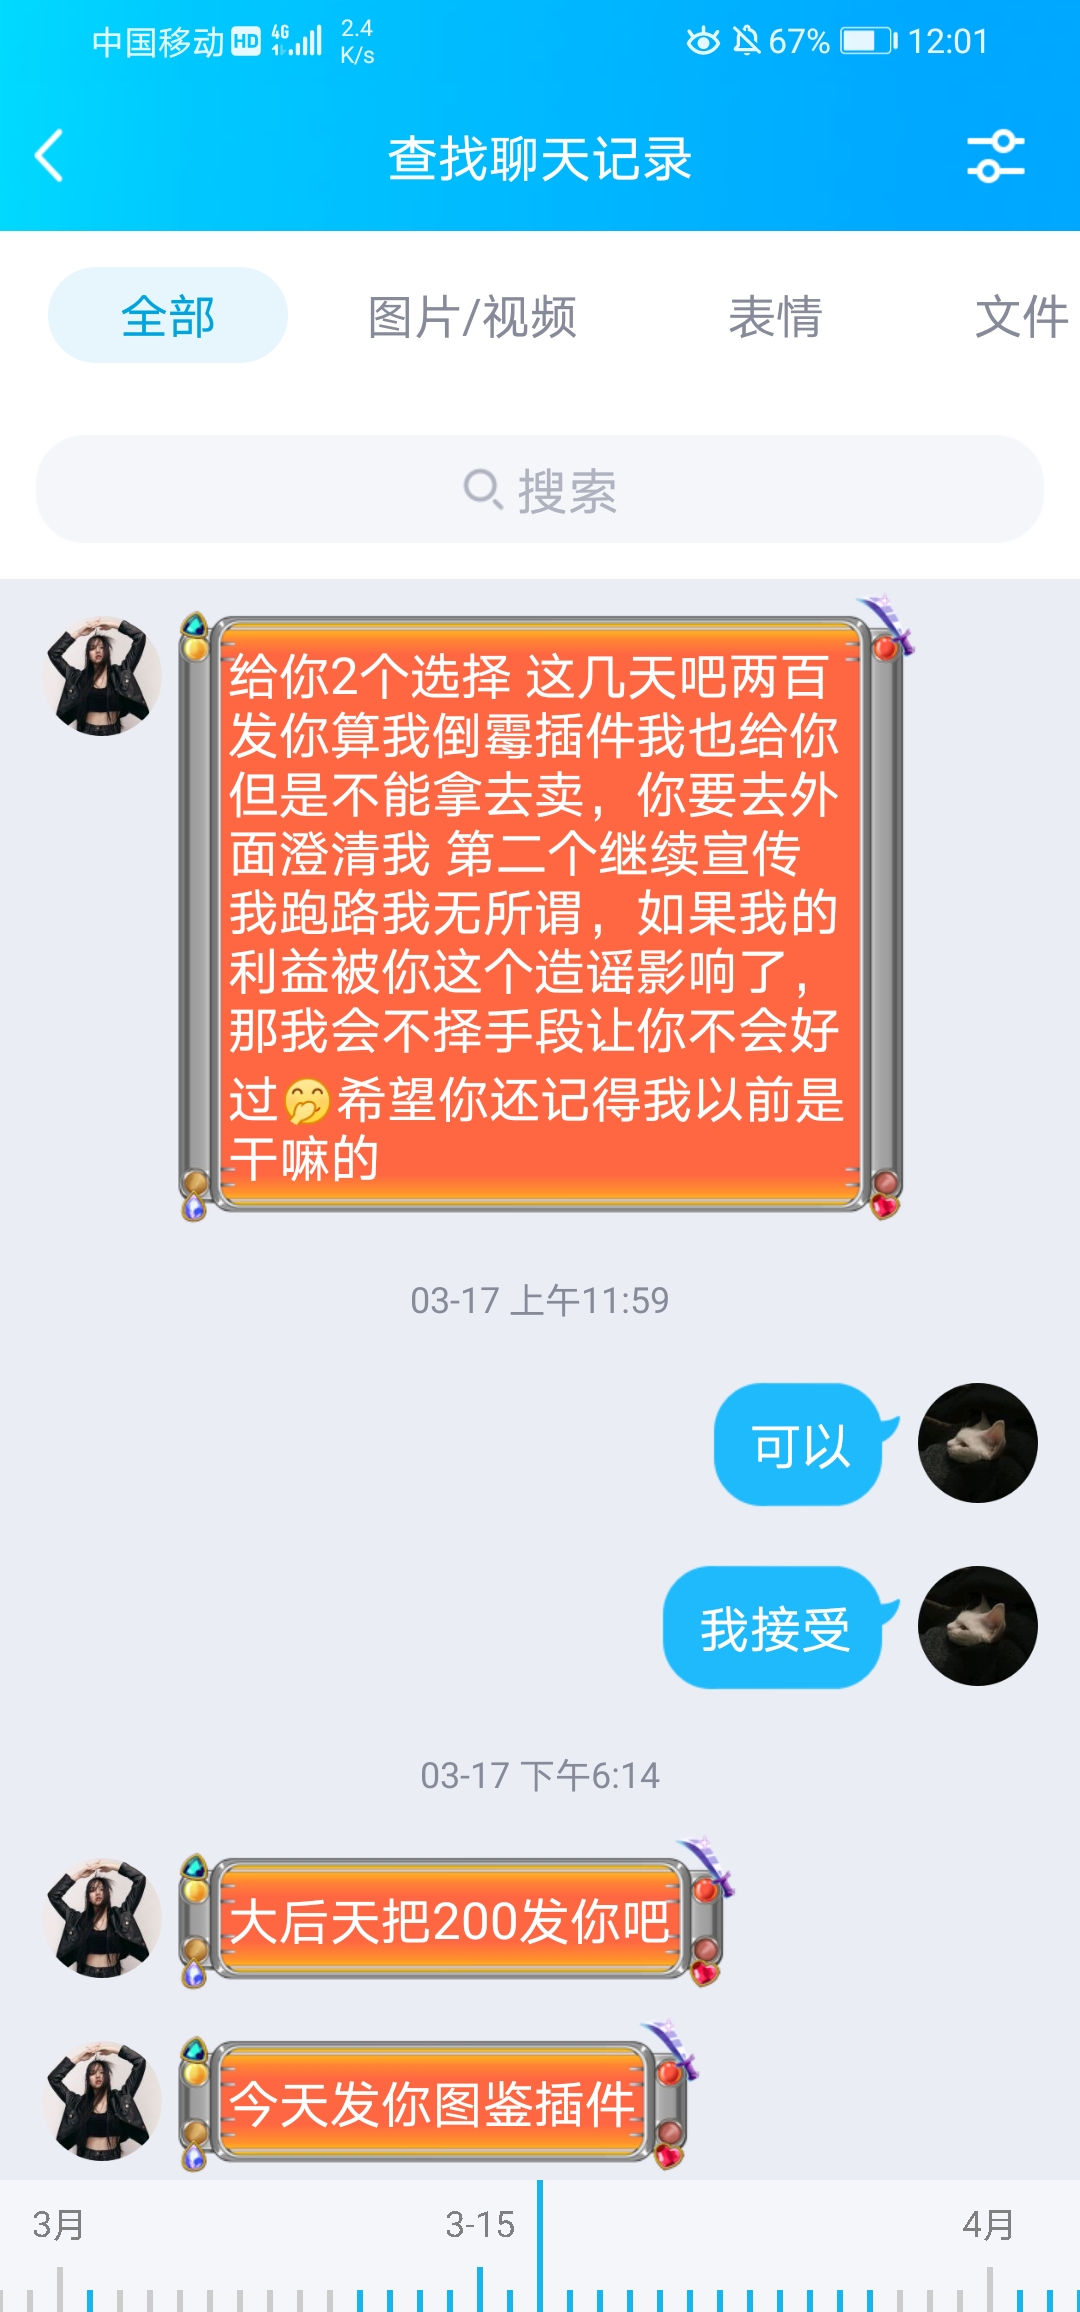 中国移动 HD 4G 2.4 K/s 67% 12:01
查找聊天记录
全部 图片/视频 表情 文件
搜索
给你2个选择 这几天吧两百
发你算我倒霉插件我也给你
但是不能拿去卖，你要去外
面澄清我 第二个继续宣传
我跑路我无所谓，如果我的
利益被你这个造谣影响了，
那我会不择手段让你不会好
过🤭希望你还记得我以前是
干嘛的
03-17 上午11:59
可以
我接受
03-17 下午6:14
大后天把200发你吧
今天发你图鉴插件
3月 3-15 4月